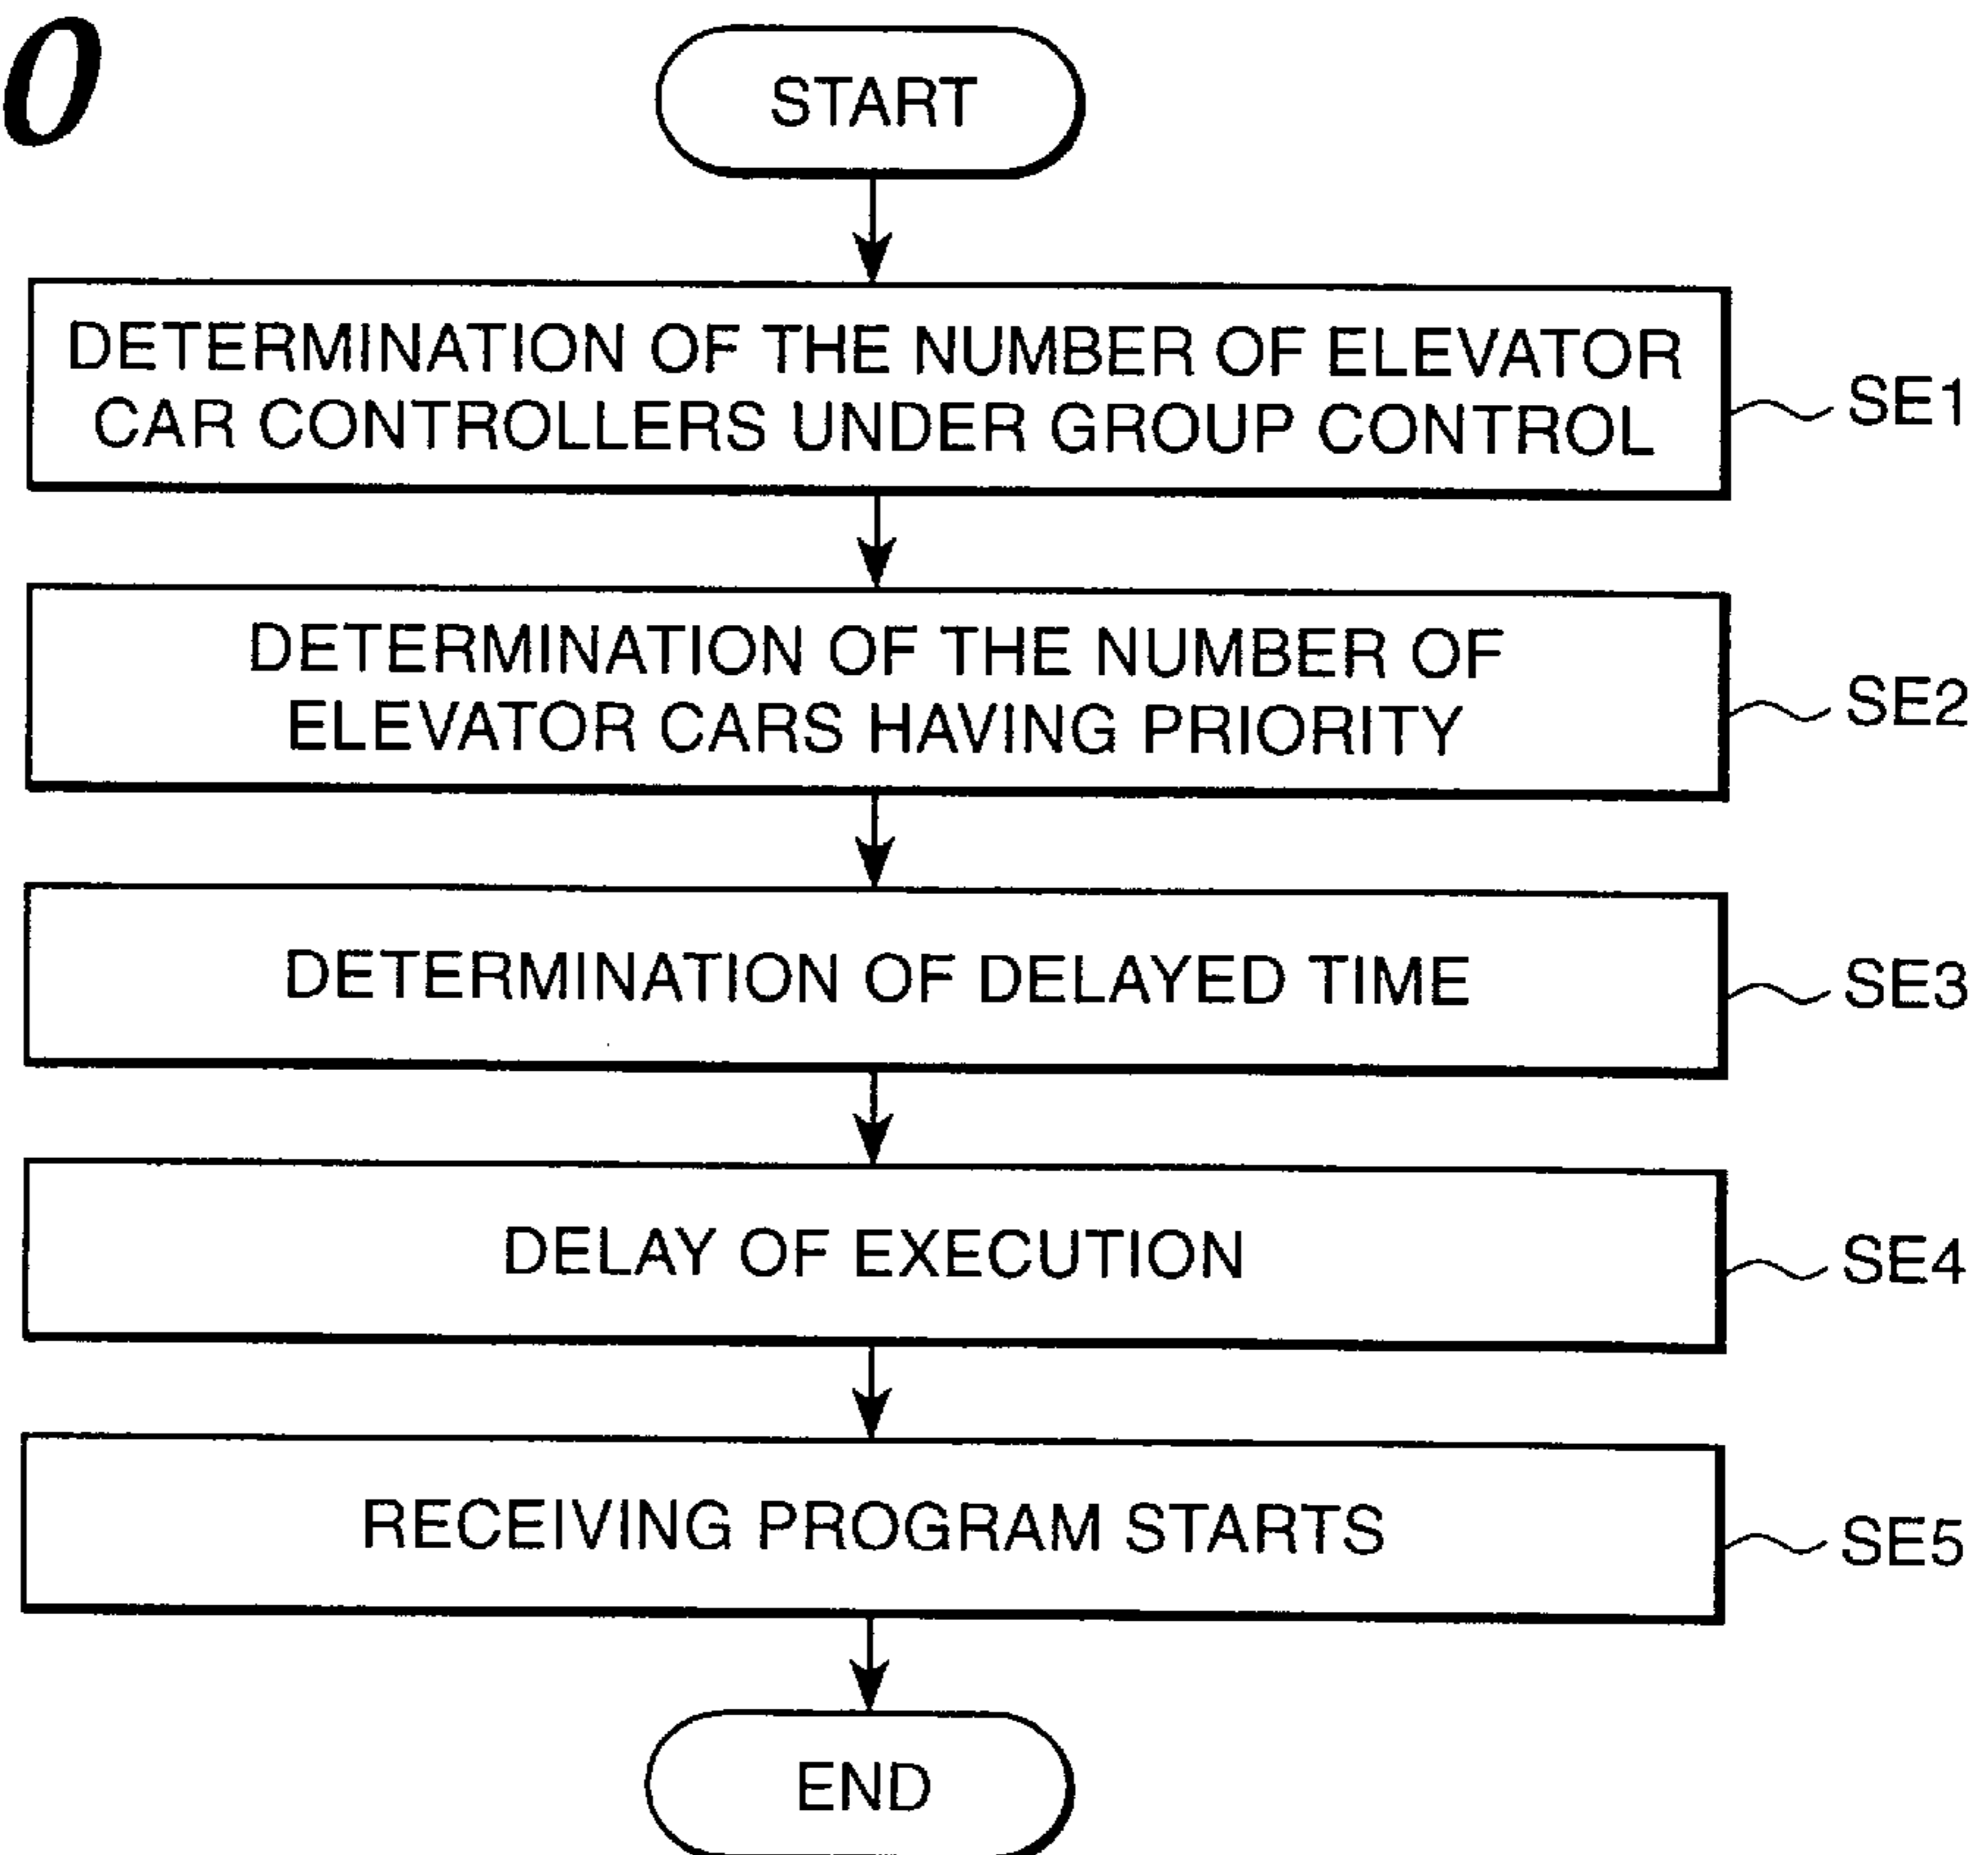 0
START
DETERMINATION OF THE NUMBER OF ELEVATOR
CAR CONTROLLERS UNDER GROUP CONTROL
SE1
DETERMINATION OF THE NUMBER OF
ELEVATOR CARS HAVING PRIORITY
SE2
DETERMINATION OF DELAYED TIME
SE3
DELAY OF EXECUTION
SE4
RECEIVING PROGRAM STARTS
SE5
END